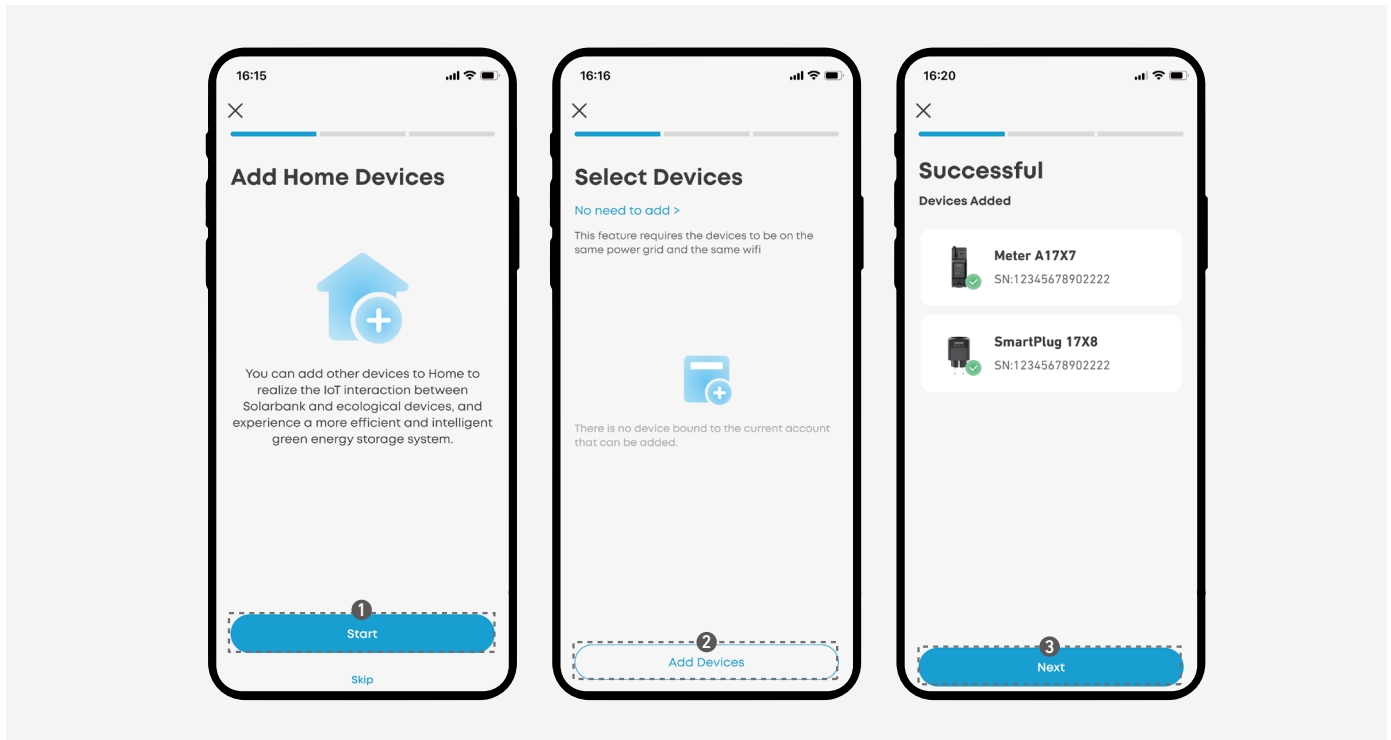 16:15
Add Home Devices
You can add other devices to Home to
realize the IoT interaction between
Solarbank and ecological devices, and
experience a more efficient and intelligent
green energy storage system.
1
Start
Skip
16:16
Select Devices
No need to add >
This feature requires the devices to be on the
same power grid and the same wifi
There is no device bound to the current account
that can be added.
2
Add Devices
16:20
Successful
Devices Added
Meter A17X7
SN:12345678902222
SmartPlug 17X8
SN:12345678902222
3
Next